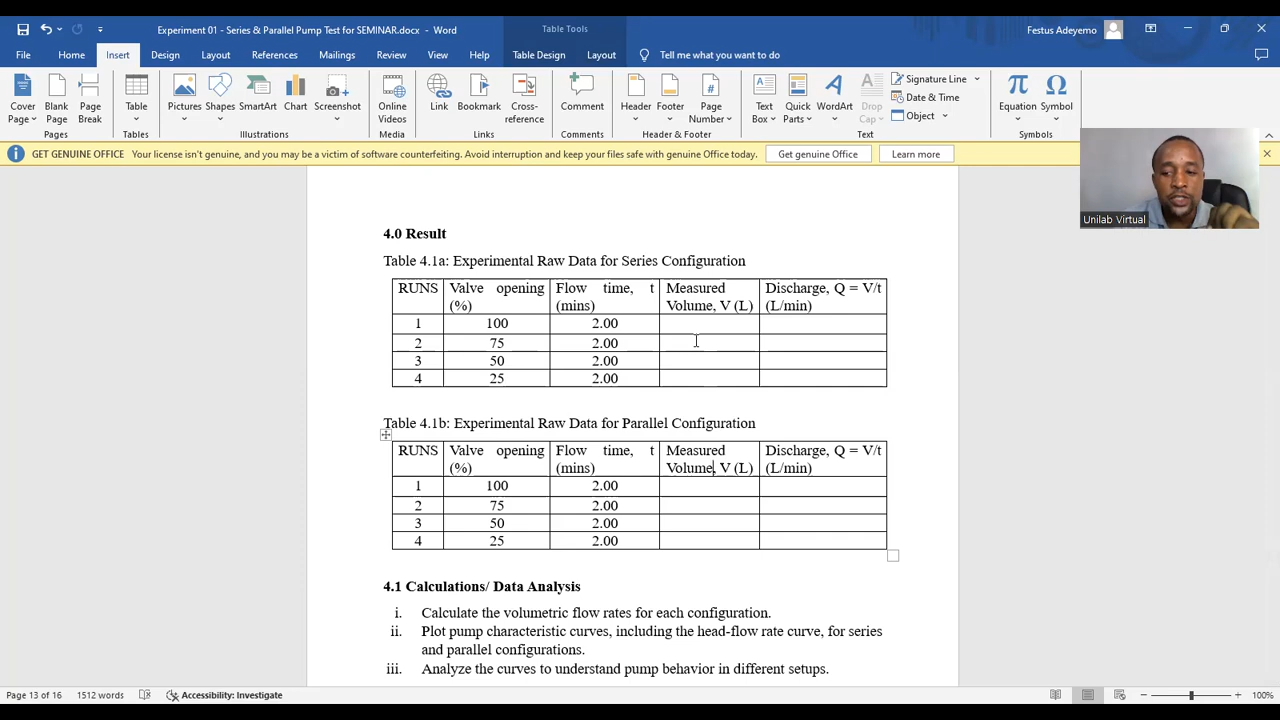 Experiment 01 - Series & Parallel Pump Test for SEMINAR.docx - Word
Table Tools
Festus Adeyemo
File Home Insert Design Layout References Mailings Review View Help Table Design Layout Tell me what you want to do
Cover Page
Blank Page
Page Break
Table
Pictures
Shapes
SmartArt
Chart
Screenshot
Online Videos
Link
Bookmark
Cross-reference
Comment
Header
Footer
Page Number
Text Box
Quick Parts
WordArt
Drop Cap
Signature Line
Date & Time
Object
Equation
Symbol
Pages Tables Illustrations Media Links Comments Header & Footer Text Symbols
GET GENUINE OFFICE Your license isn't genuine, and you may be a victim of software counterfeiting. Avoid interruption and keep your files safe with genuine Office today. Get genuine Office Learn more
Unilab Virtual
4.0 Result
Table 4.1a: Experimental Raw Data for Series Configuration
RUNS Valve opening (%) Flow time, t (mins) Measured Volume, V (L) Discharge, Q = V/t (L/min)
1 100 2.00
2 75 2.00
3 50 2.00
4 25 2.00
Table 4.1b: Experimental Raw Data for Parallel Configuration
RUNS Valve opening (%) Flow time, t (mins) Measured Volume, V (L) Discharge, Q = V/t (L/min)
1 100 2.00
2 75 2.00
3 50 2.00
4 25 2.00
4.1 Calculations/ Data Analysis
i. Calculate the volumetric flow rates for each configuration.
ii. Plot pump characteristic curves, including the head-flow rate curve, for series
and parallel configurations.
iii. Analyze the curves to understand pump behavior in different setups.
Page 13 of 16 1512 words Accessibility: Investigate 100%